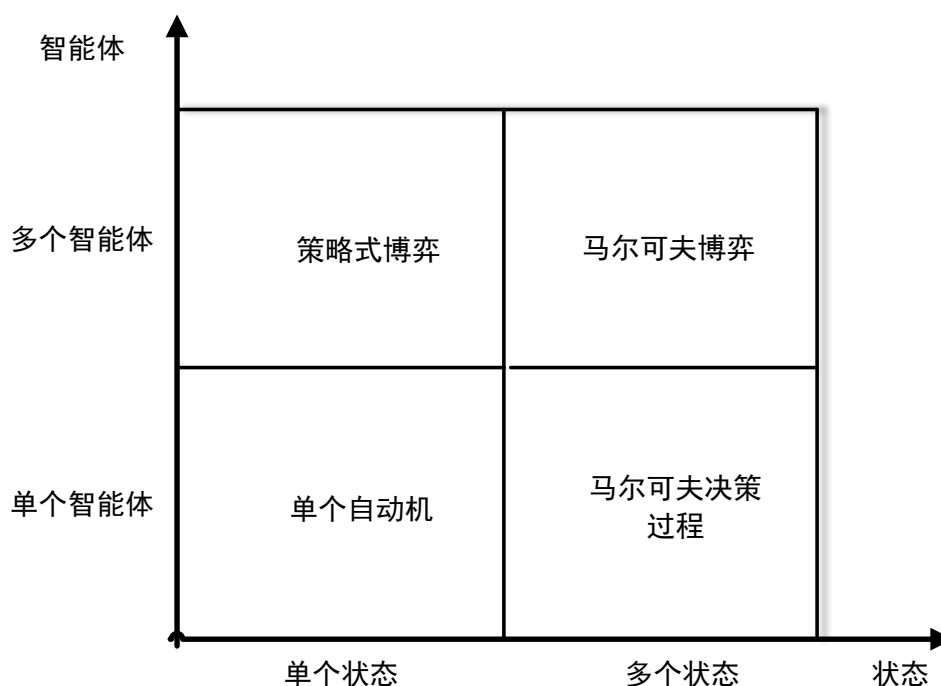 智能体
多个智能体
策略式博弈
马尔可夫博弈
单个智能体
单个自动机
马尔可夫决策
过程
单个状态
多个状态
状态